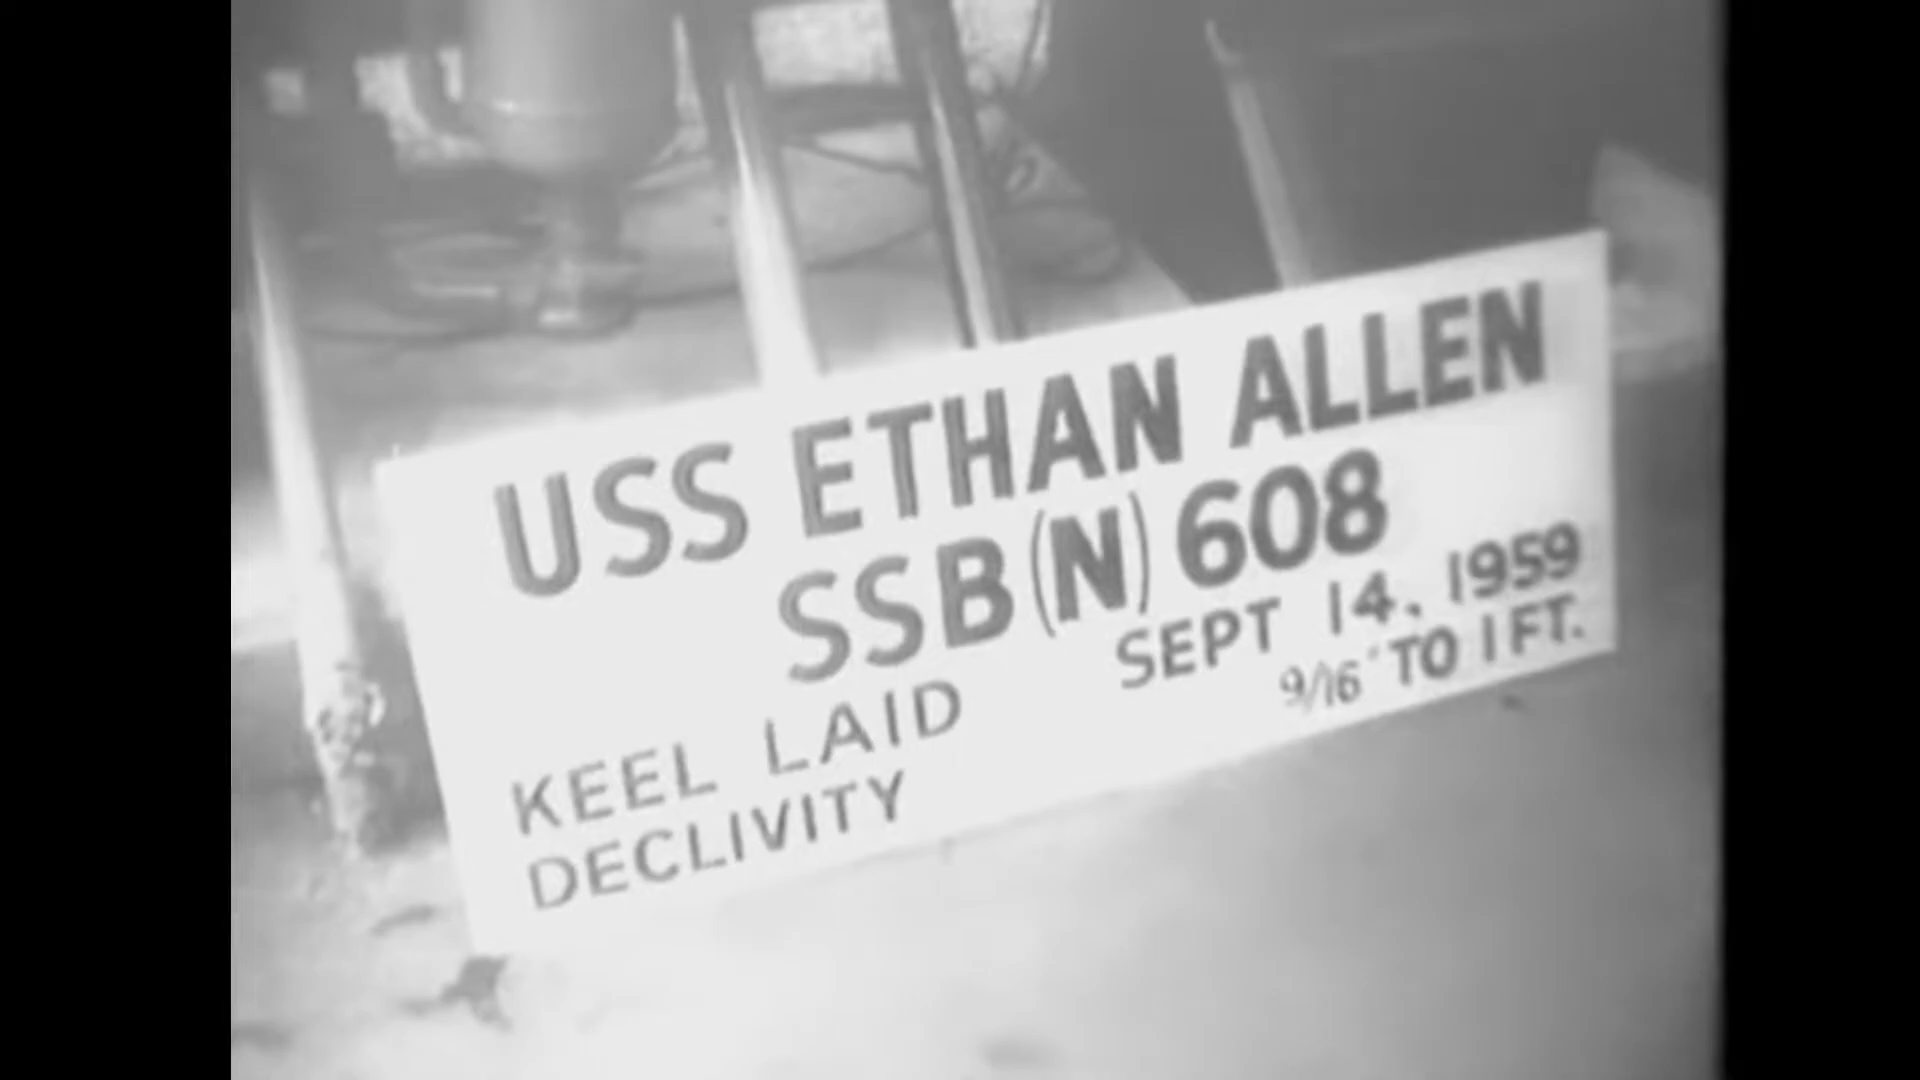 USS ETHAN ALLEN
SSB(N) 608
KEEL LAID SEPT 14. 1959
DECLIVITY 9/16" TO 1 FT.